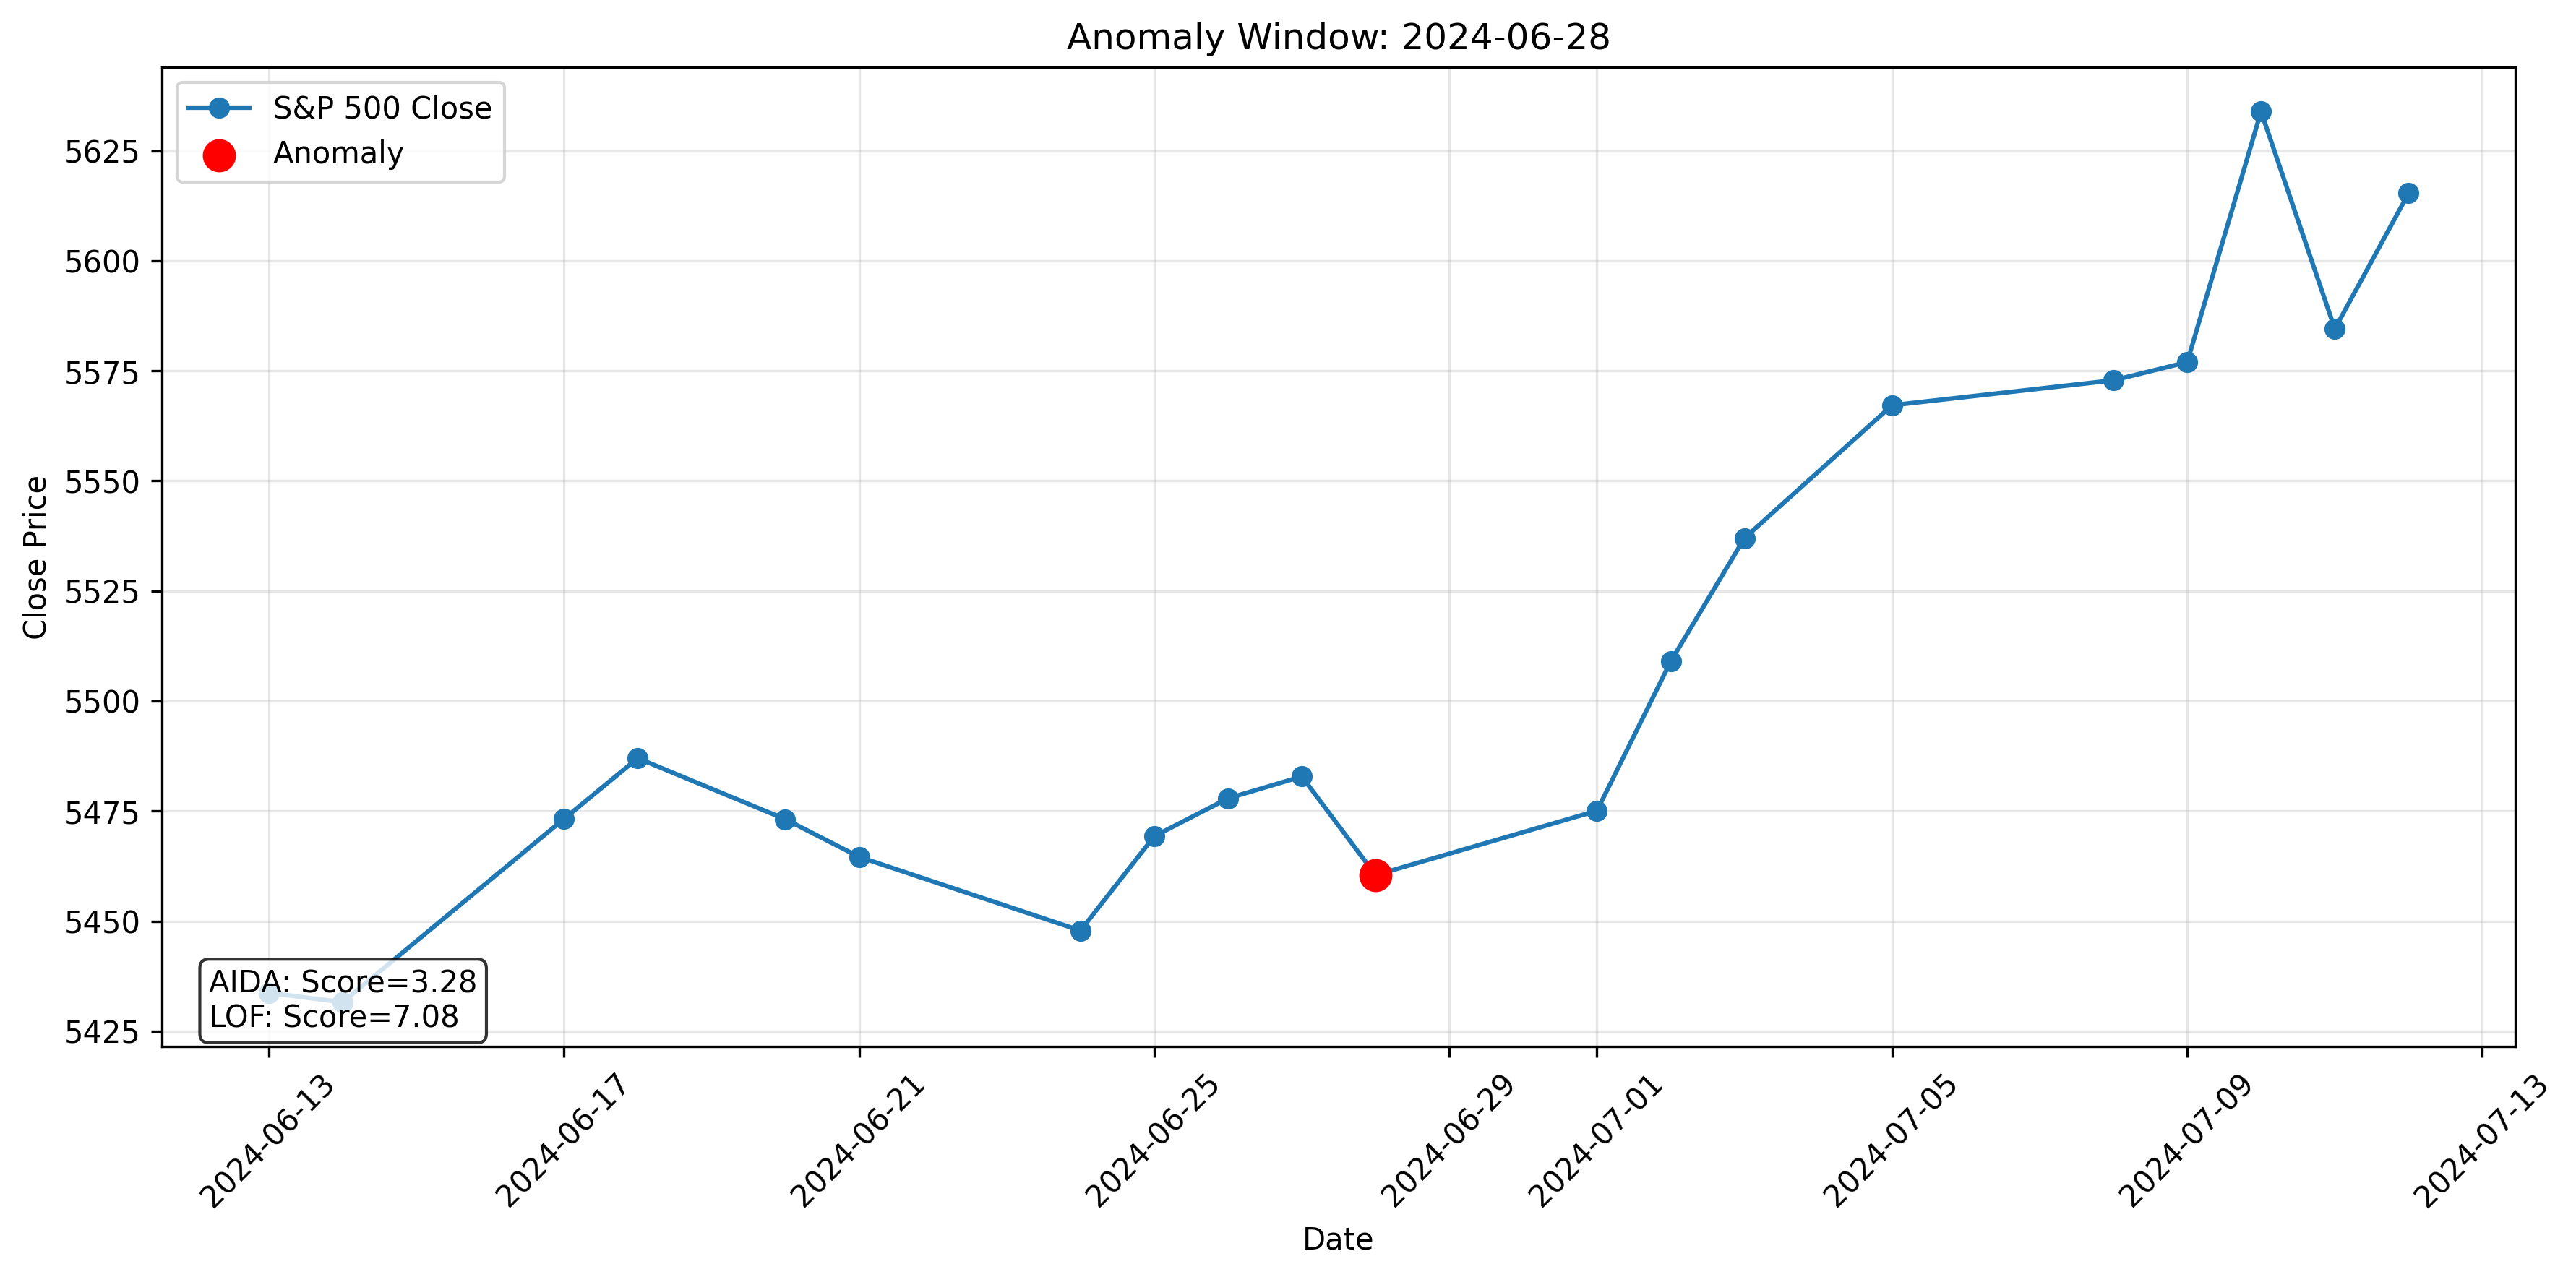 Anomaly Window: 2024-06-28
S&P 500 Close
Anomaly
5625
5600
5575
5550
5525
5500
5475
5450
5425
Close Price
AIDA: Score=3.28
LOF: Score=7.08
2024-06-13
2024-06-17
2024-06-21
2024-06-25
2024-06-29
2024-07-01
2024-07-05
2024-07-09
2024-07-13
Date